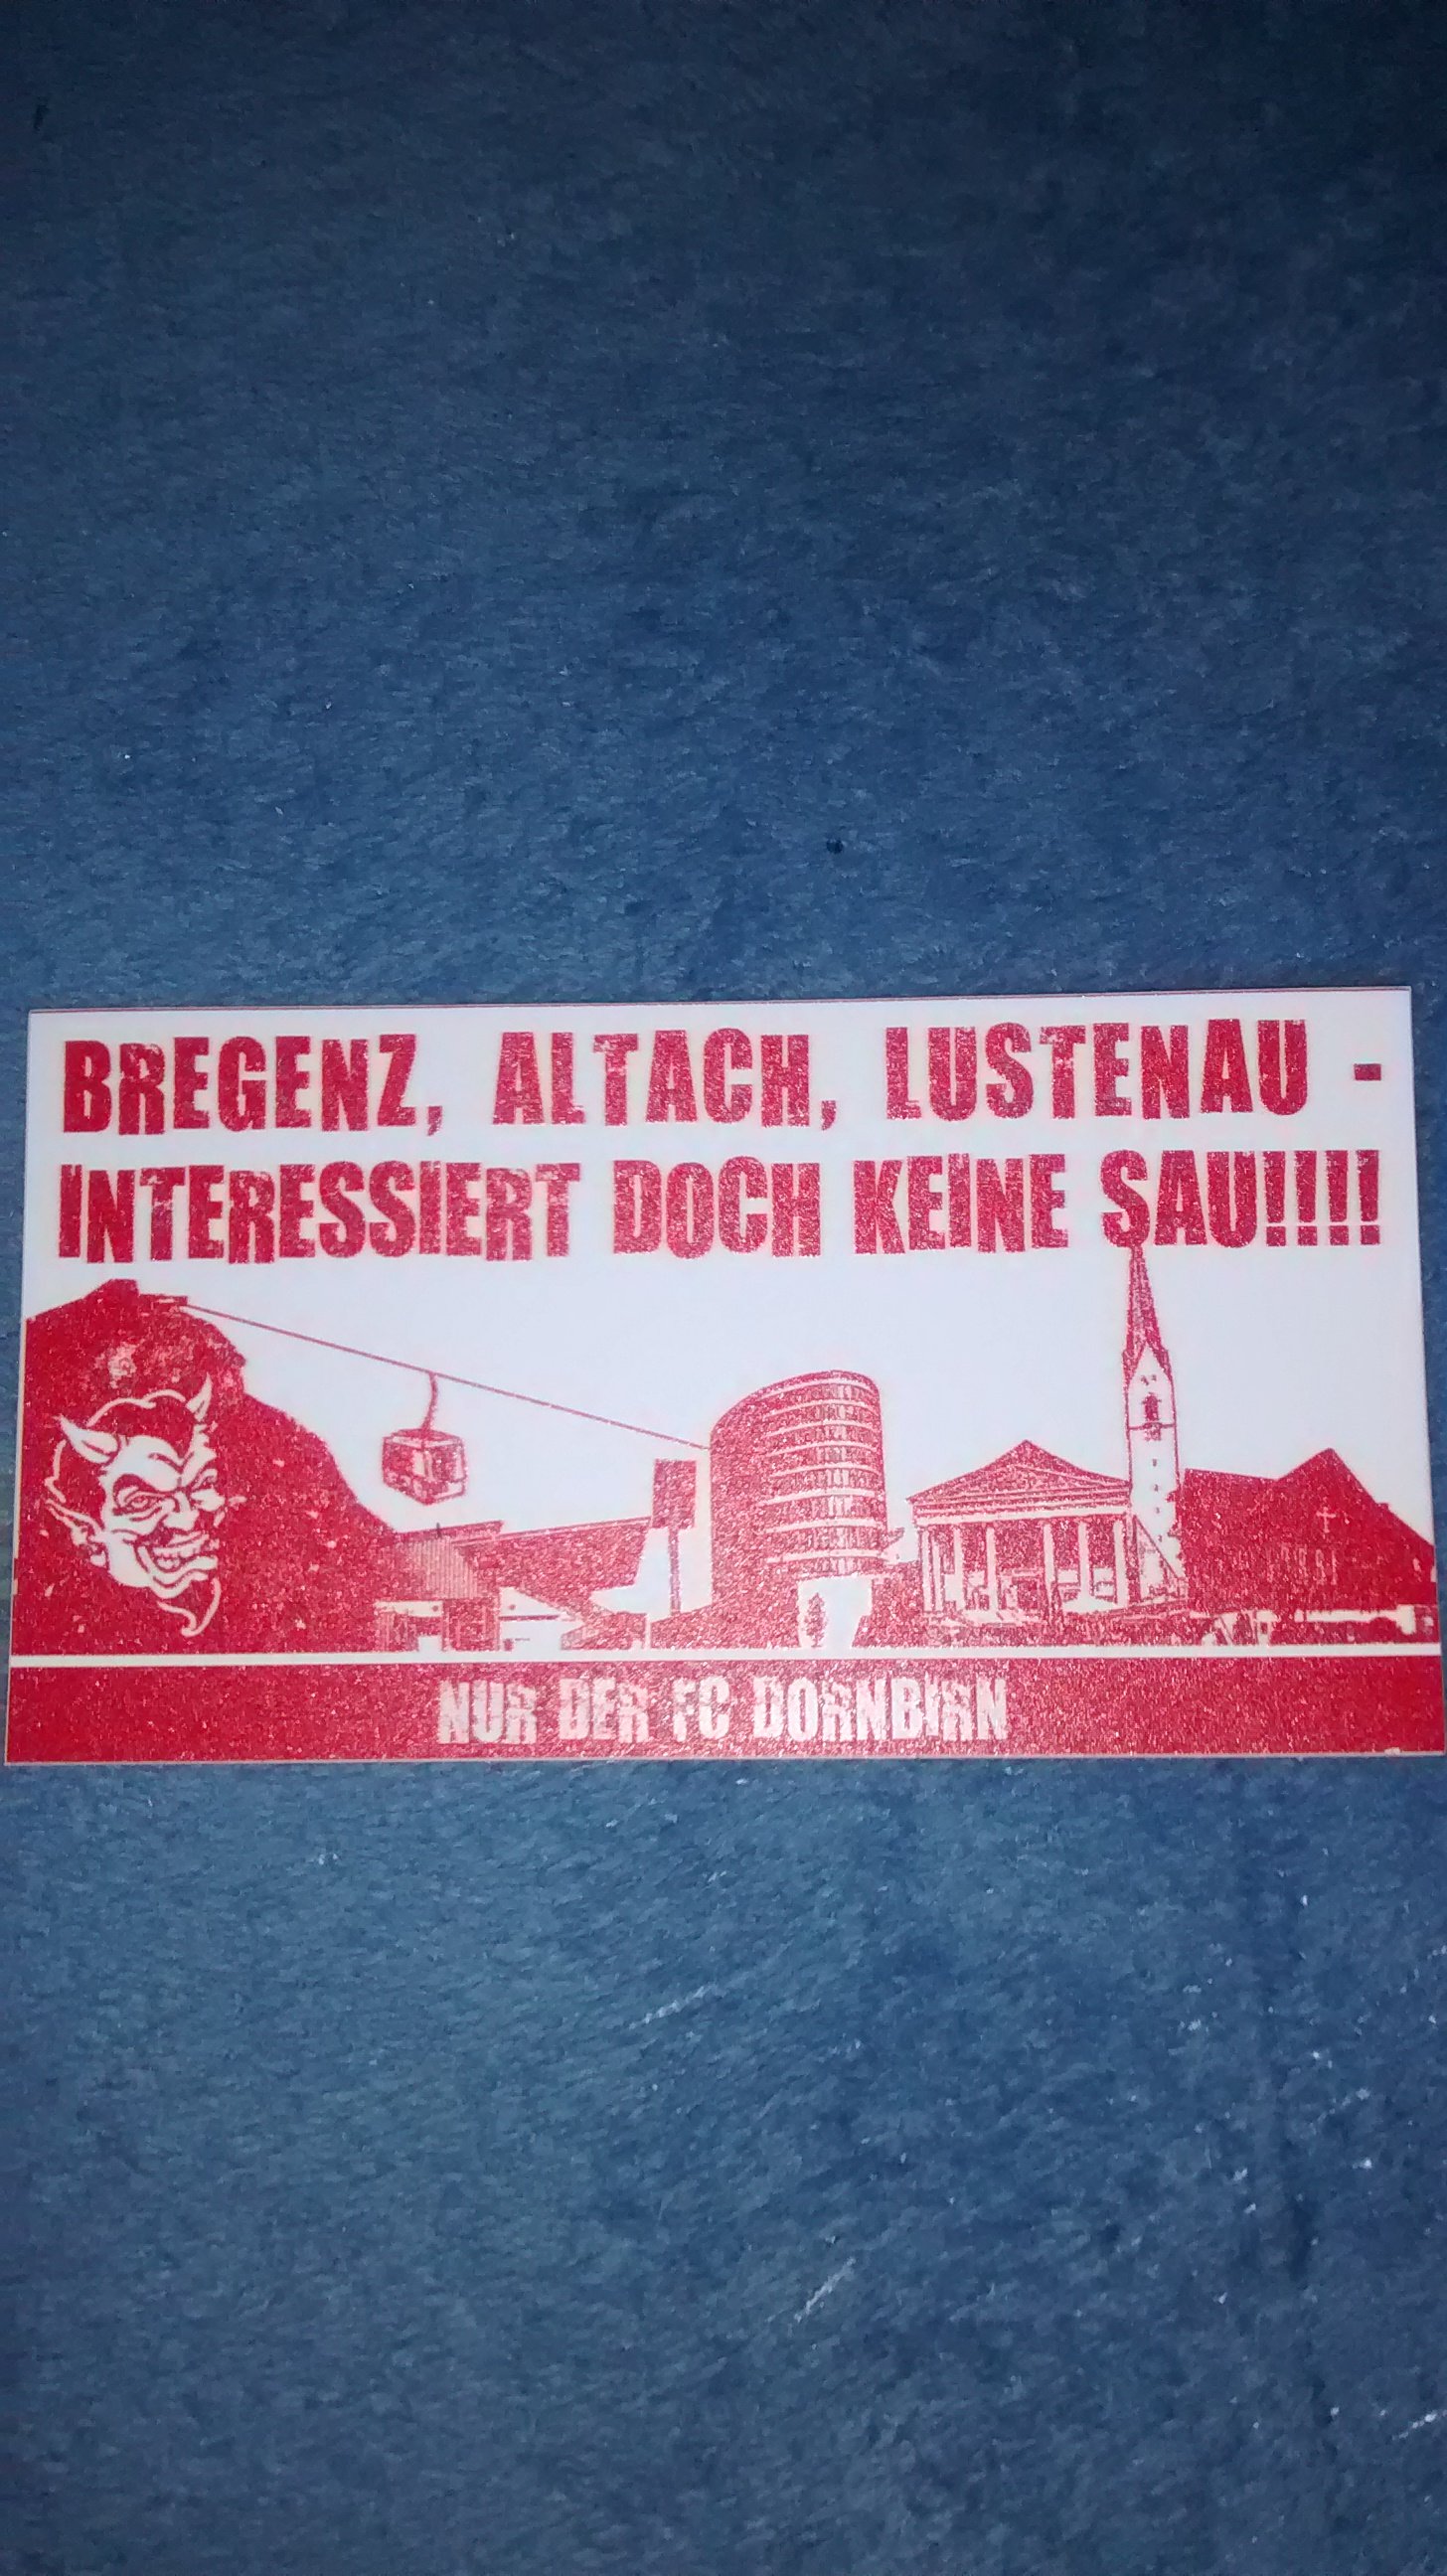 BREGENZ, ALTACH, LUSTENAU -
INTERESSIERT DOCH KEINE SAU!!!!
NUR DER FC DORNBIRN